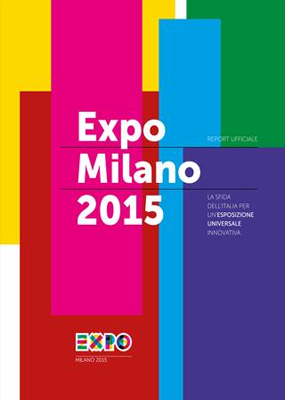 Expo
Milano
2015
REPORT UFFICIALE
LA SFIDA
DELL'ITALIA PER
UN'ESPOSIZIONE
UNIVERSALE
INNOVATIVA
EXPO
MILANO 2015